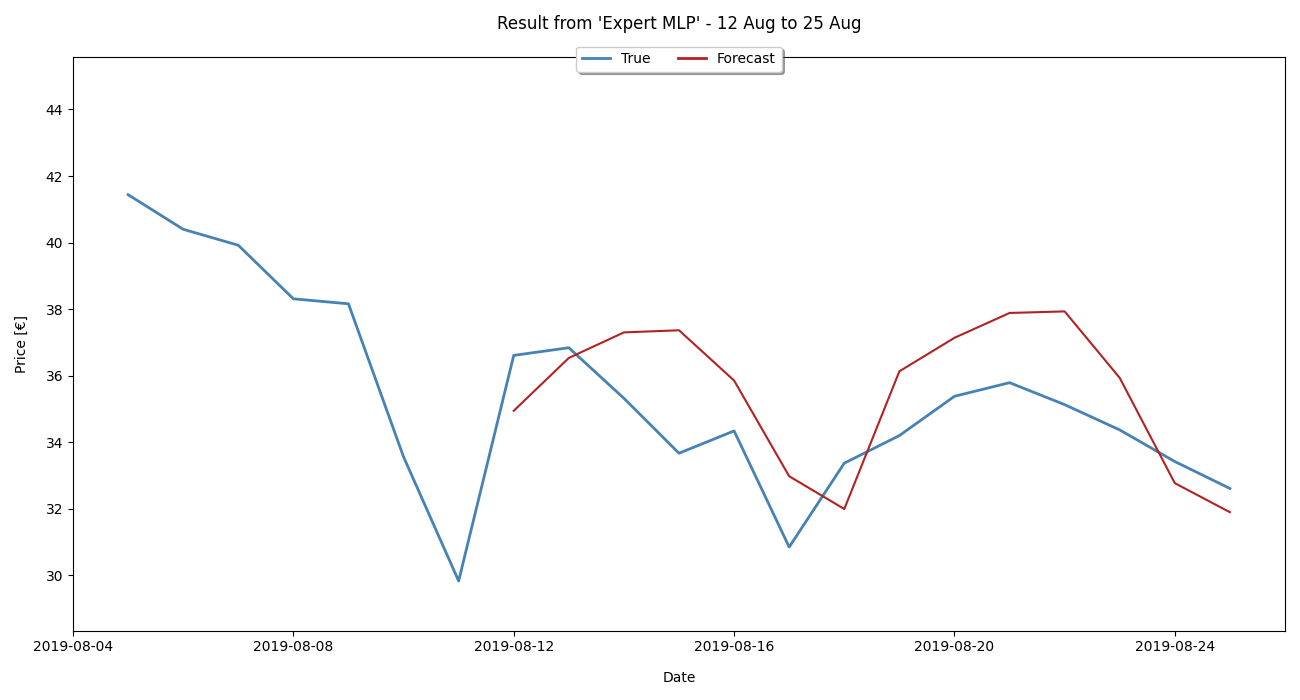 Result from 'Expert MLP' - 12 Aug to 25 Aug
True Forecast
44
42
40
38
36
34
32
30
Price [€]
2019-08-04 2019-08-08 2019-08-12 2019-08-16 2019-08-20 2019-08-24
Date